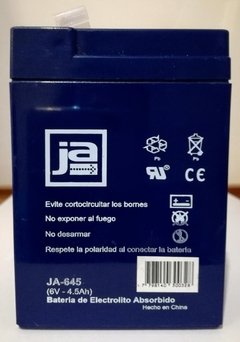 ja
Pb
Pb
Evite cortocircuitar los bornes
No exponer al fuego
No desarmar
Respete la polaridad al conectar la batería
JA-645
(6V - 4.5Ah)
Batería de Electrolito Absorbido
Hecho en China